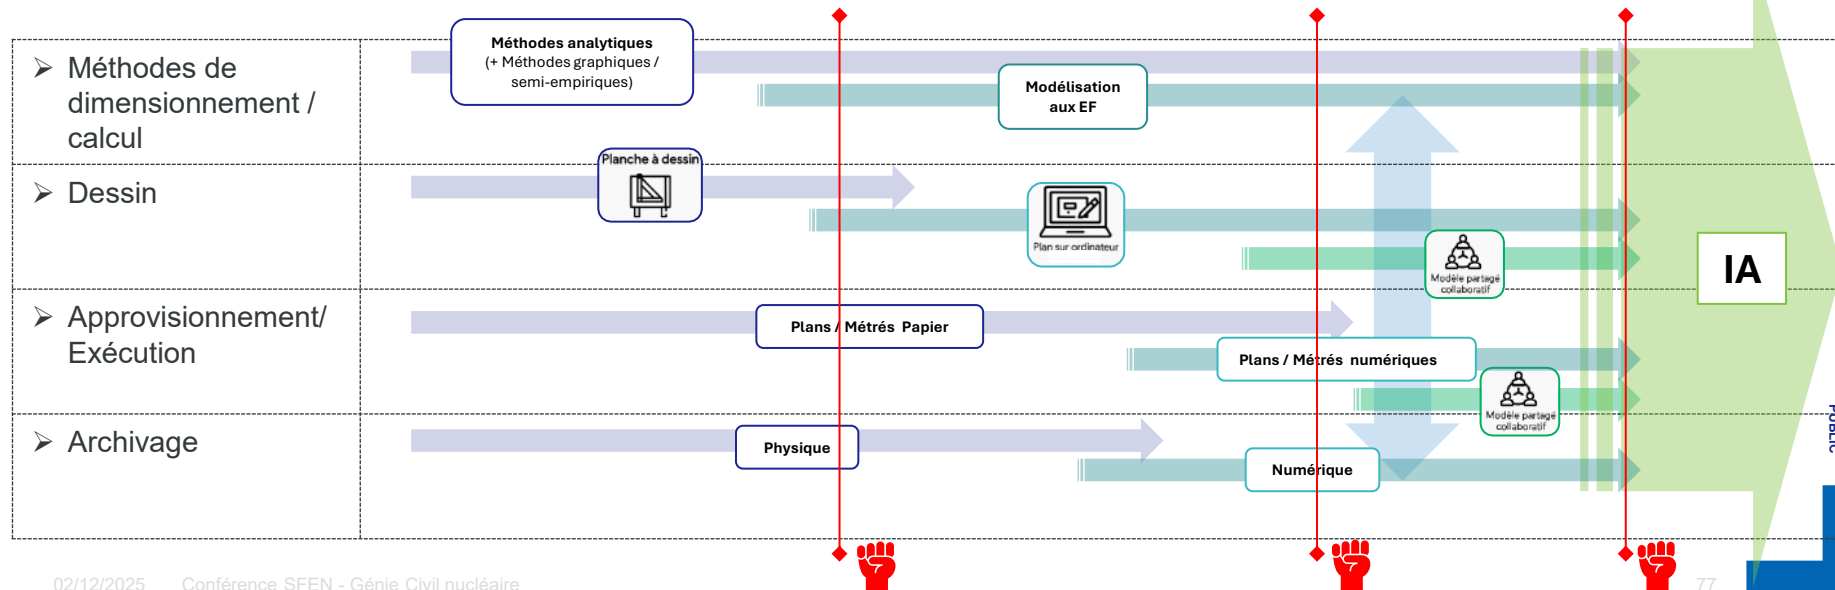 Méthodes analytiques
(+ Méthodes graphiques /
semi-empiriques)
➢ Méthodes de
dimensionnement /
calcul
Modélisation
aux EF
Planche à dessin
➢ Dessin
Plan sur ordinateur
Modèle partagé
collaboratif
IA
➢ Approvisionnement/
Exécution
Plans / Métrés Papier
Plans / Métrés numériques
Modèle partagé
collaboratif
PUBLIC
➢ Archivage
Physique
Numérique
02/12/2025 Conférence SFEN - Génie Civil nucléaire 77